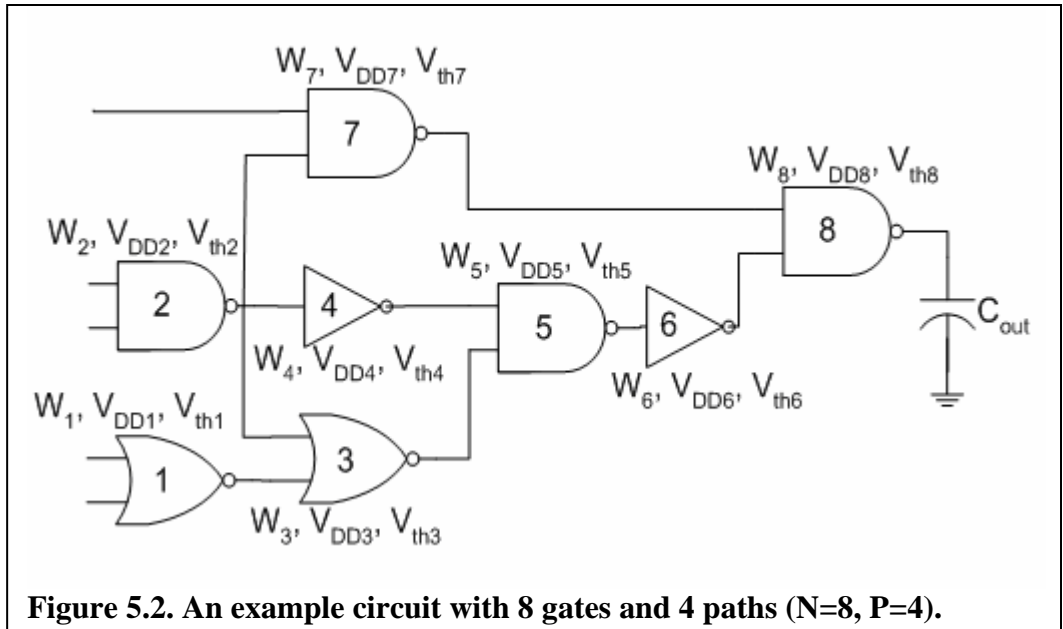 W7, VDD7, Vth7
7
W8, VDD8, Vth8
8
W2, VDD2, Vth2
2
W5, VDD5, Vth5
5
4
6
Cout
W4, VDD4, Vth4
W6, VDD6, Vth6
W1, VDD1, Vth1
1
3
W3, VDD3, Vth3
Figure 5.2. An example circuit with 8 gates and 4 paths (N=8, P=4).